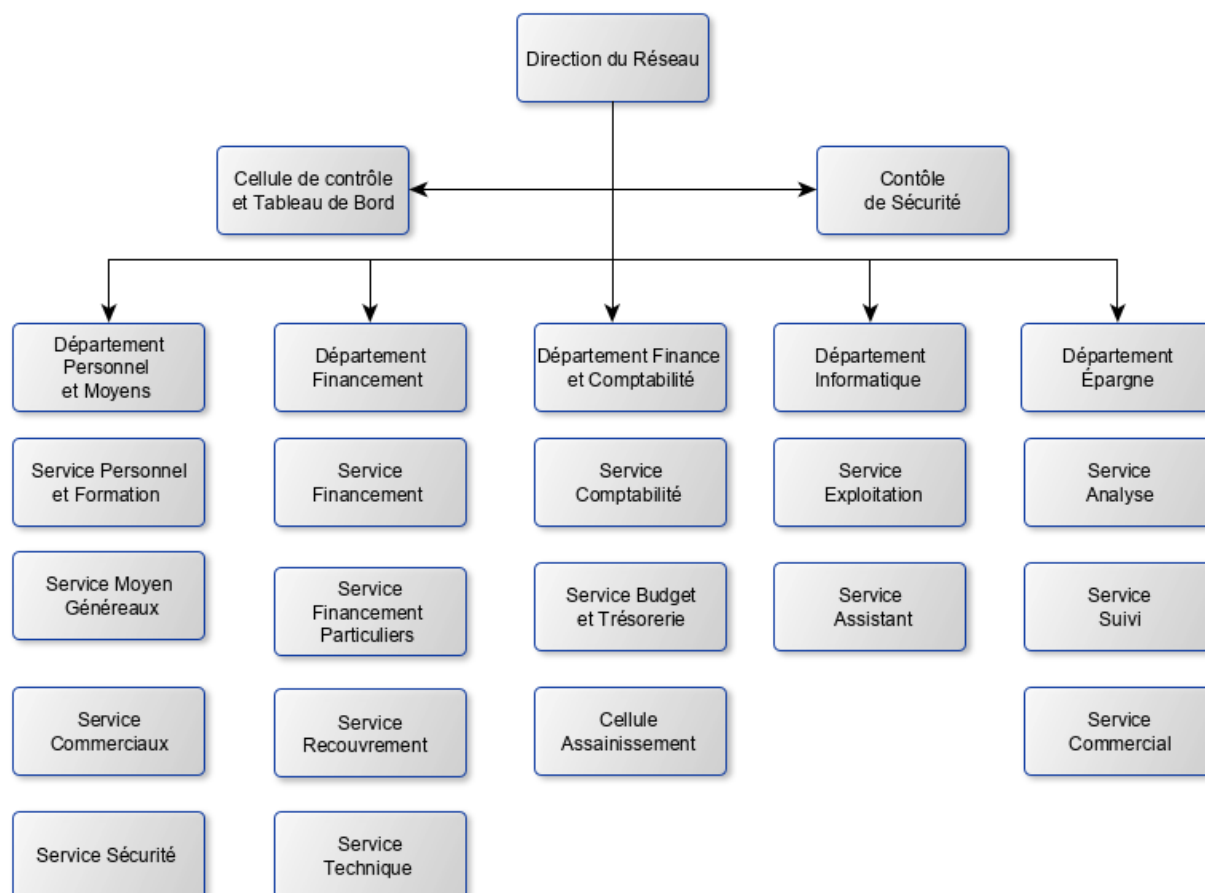 Direction du Réseau
Cellule de contrôle
et Tableau de Bord
Contôle
de Sécurité
Département
Personnel
et Moyens
Département
Financement
Département Finance
et Comptabilité
Département
Informatique
Département
Épargne
Service Personnel
et Formation
Service
Financement
Service
Comptabilité
Service
Exploitation
Service
Analyse
Service Moyen
Généreaux
Service
Financement
Particuliers
Service Budget
et Trésorerie
Service
Assistant
Service
Suivi
Service
Commerciaux
Service
Recouvrement
Cellule
Assainissement
Service
Commercial
Service Sécurité
Service
Technique